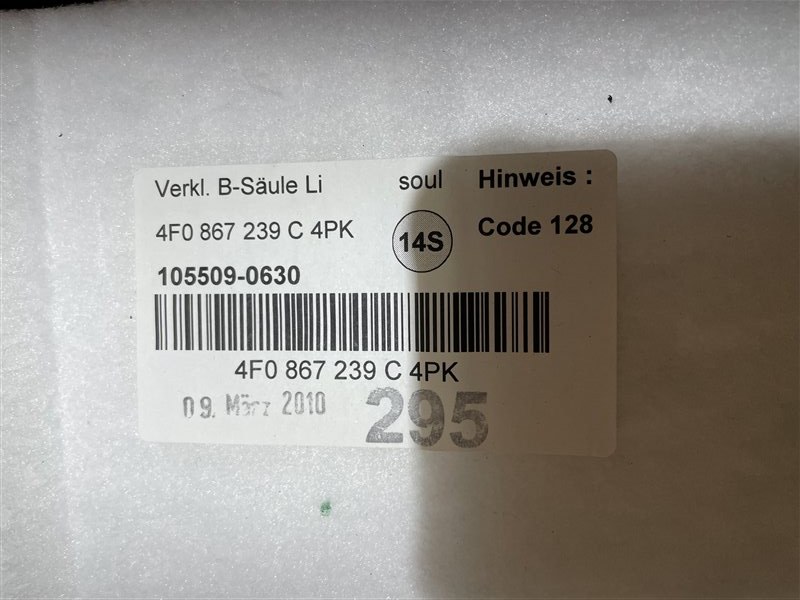 Verkl. B-Säule Li soul Hinweis :
4F0 867 239 C 4PK 14S Code 128
105509-0630
4F0 867 239 C 4PK
09. März 2010 295